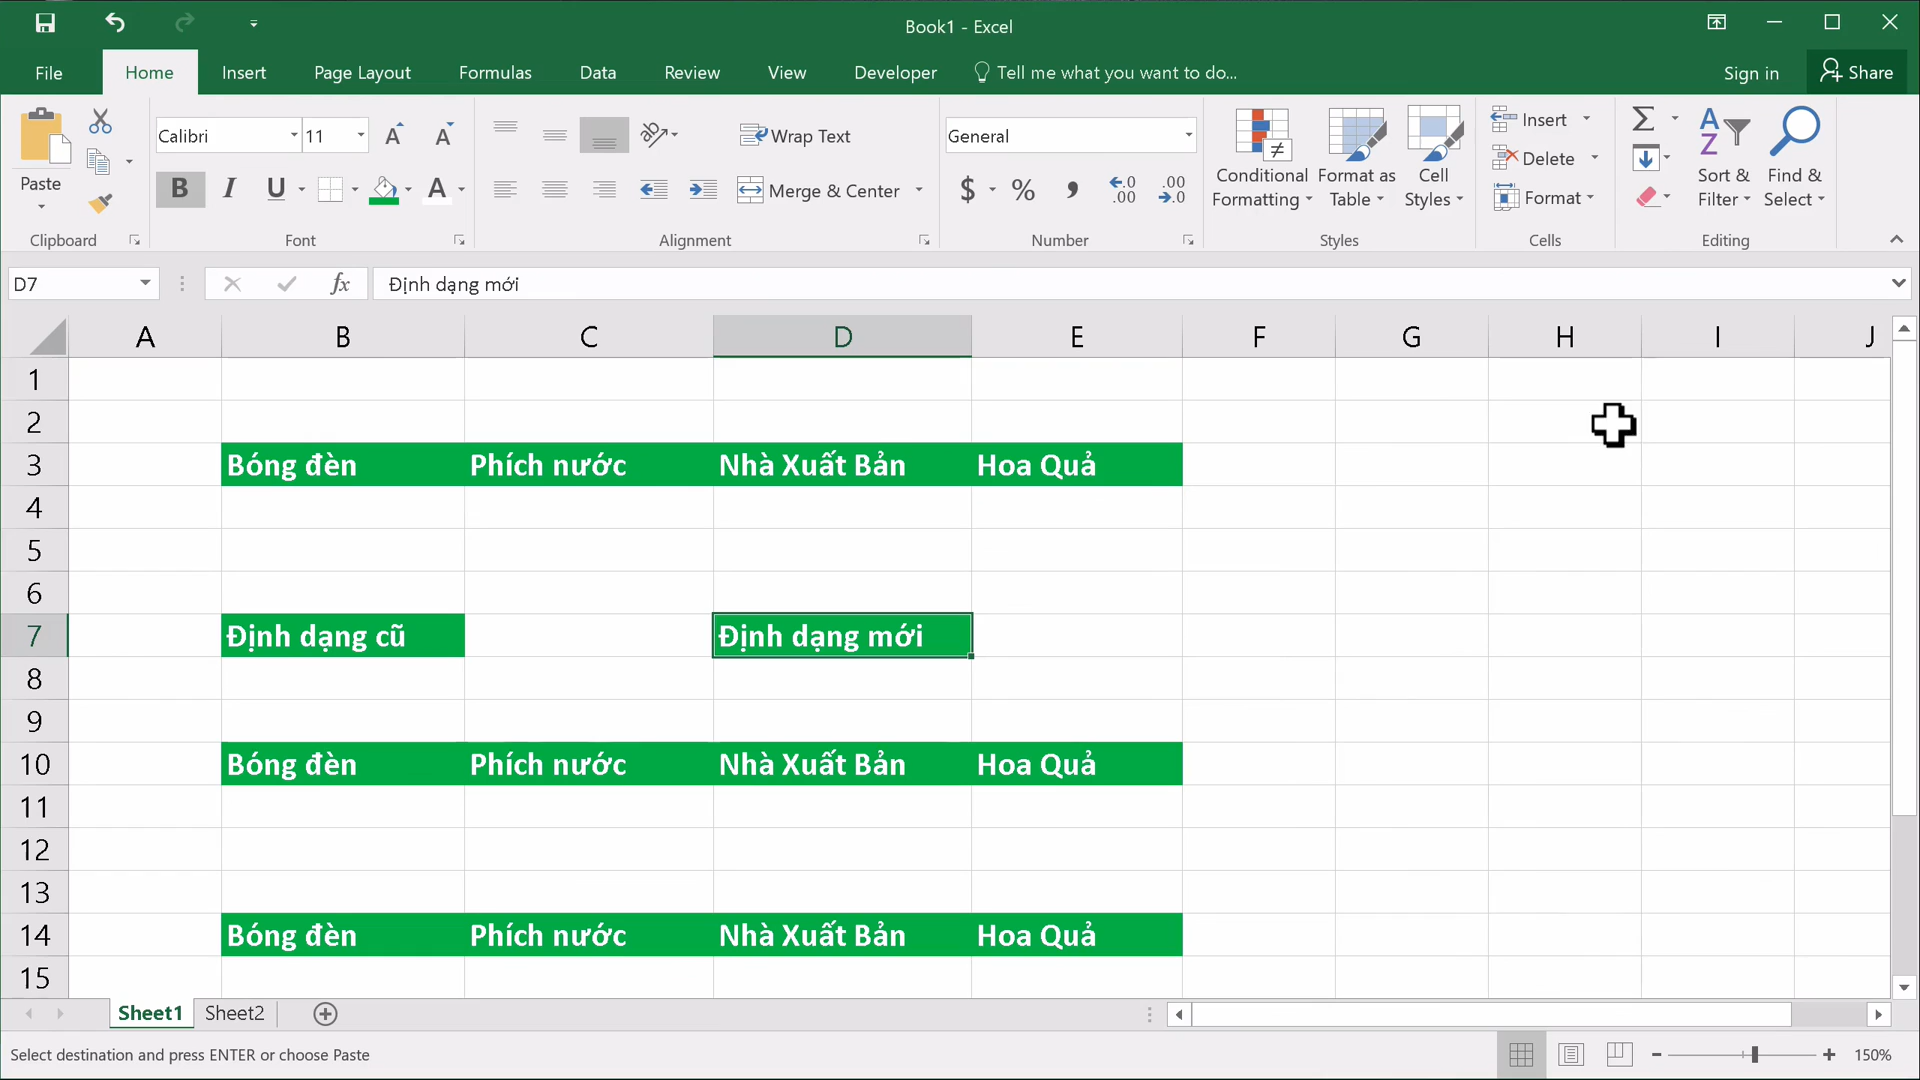 Book1 - Excel
File Home Insert Page Layout Formulas Data Review View Developer Tell me what you want to do... Sign in Share
Paste
Clipboard
Calibri 11
B I U A
Font
Wrap Text
Merge & Center
Alignment
General
$ % , .0 .00 .00 .0
Number
Conditional Formatting
Format as Table
Cell Styles
Styles
Insert
Delete
Format
Cells
Σ
Sort & Filter
Find & Select
Editing
D7 fx Định dạng mới
A B C D E F G H I J
1
2
3 Bóng đèn Phích nước Nhà Xuất Bản Hoa Quả
4
5
6
7 Định dạng cũ Định dạng mới
8
9
10 Bóng đèn Phích nước Nhà Xuất Bản Hoa Quả
11
12
13
14 Bóng đèn Phích nước Nhà Xuất Bản Hoa Quả
15
Sheet1 Sheet2
Select destination and press ENTER or choose Paste 150%